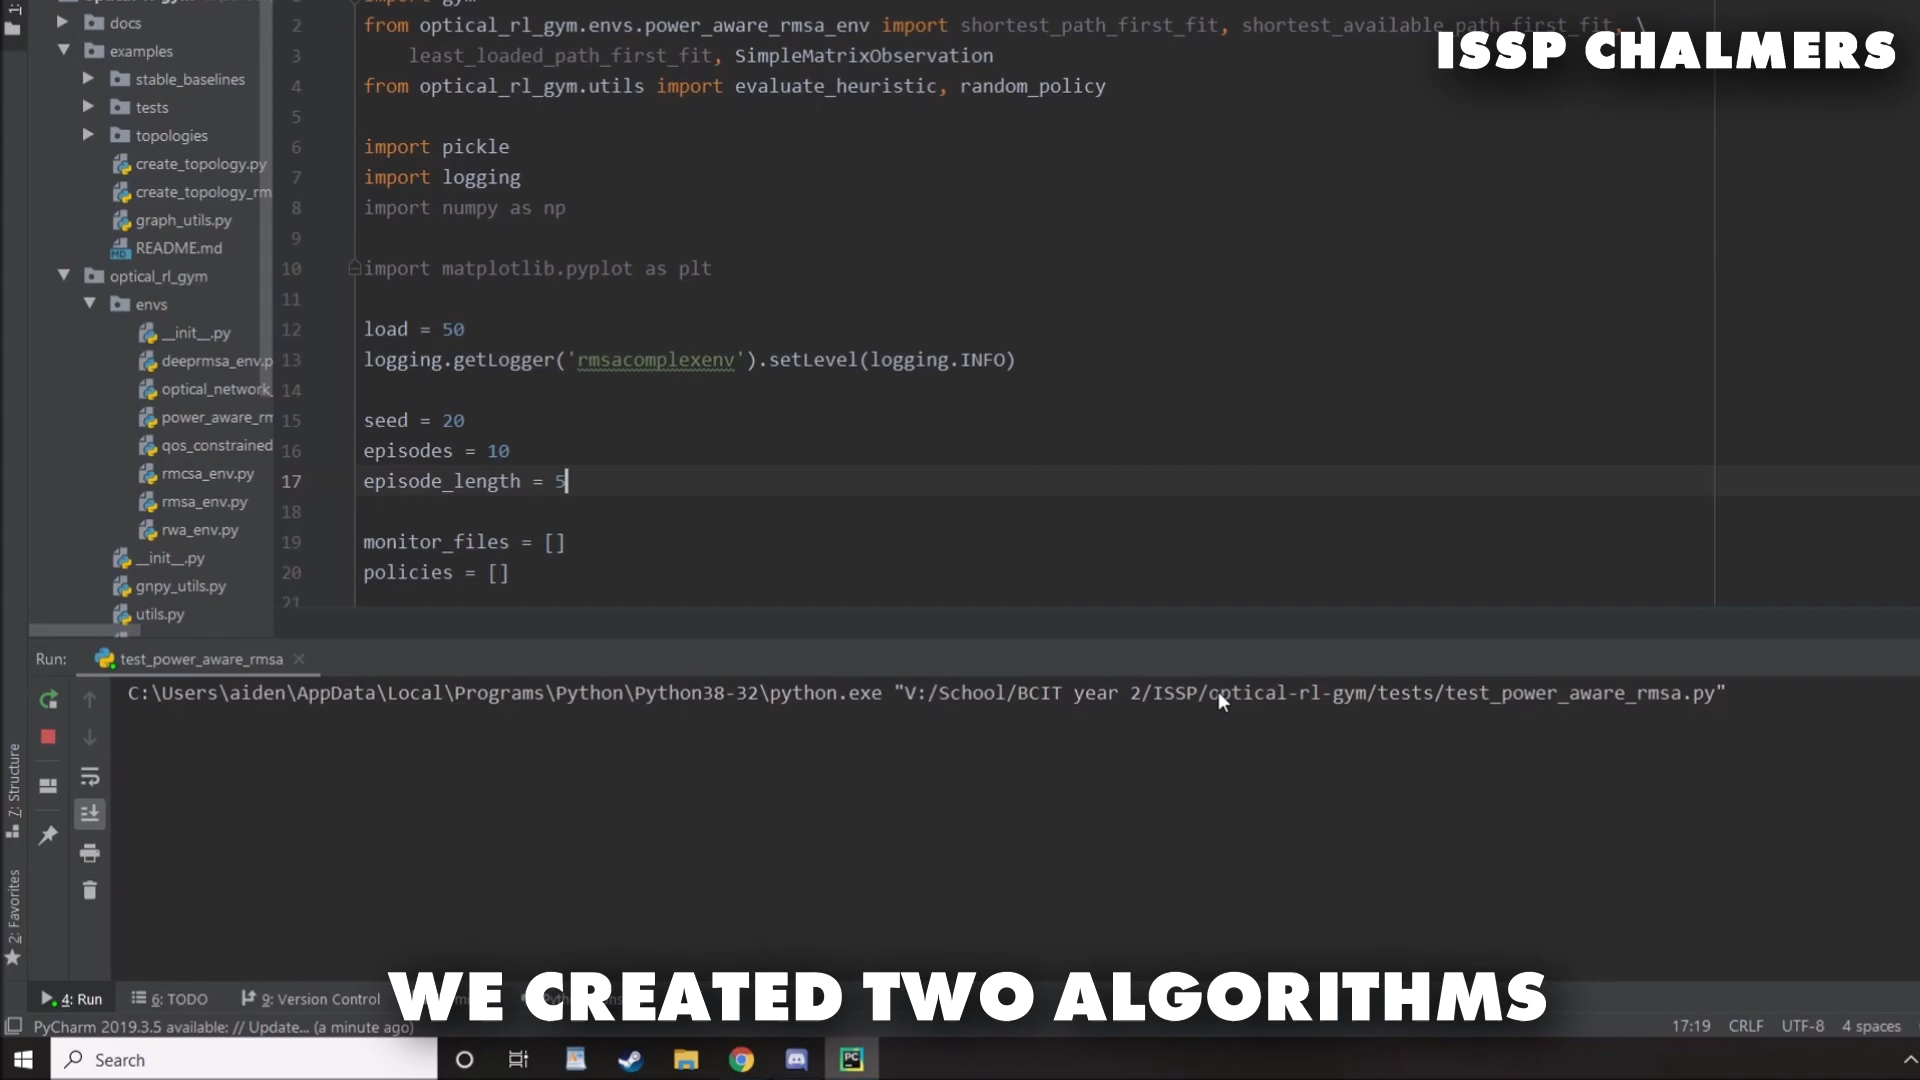 ISSP CHALMERS
docs
examples
stable_baselines
tests
topologies
create_topology.py
create_topology_rm
graph_utils.py
README.md
optical_rl_gym
envs
__init__.py
deeprmsa_env.p
optical_network_
power_aware_rm
qos_constrained
rmcsa_env.py
rmsa_env.py
rwa_env.py
__init__.py
gnpy_utils.py
utils.py
2 from optical_rl_gym.envs.power_aware_rmsa_env import shortest_path_first_fit, shortest_available_path_first_fit, \
3 least_loaded_path_first_fit, SimpleMatrixObservation
4 from optical_rl_gym.utils import evaluate_heuristic, random_policy
5
6 import pickle
7 import logging
8 import numpy as np
9
10 import matplotlib.pyplot as plt
11
12 load = 50
13 logging.getLogger('rmsacomplexenv').setLevel(logging.INFO)
14
15 seed = 20
16 episodes = 10
17 episode_length = 5
18
19 monitor_files = []
20 policies = []
21
Run: test_power_aware_rmsa
C:\Users\aiden\AppData\Local\Programs\Python\Python38-32\python.exe "V:/School/BCIT year 2/ISSP/optical-rl-gym/tests/test_power_aware_rmsa.py"
7: Structure
2: Favorites
4: Run 6: TODO 9: Version Control
WE CREATED TWO ALGORITHMS
PyCharm 2019.3.5 available: // Update... (a minute ago)
17:19 CRLF UTF-8 4 spaces
Search